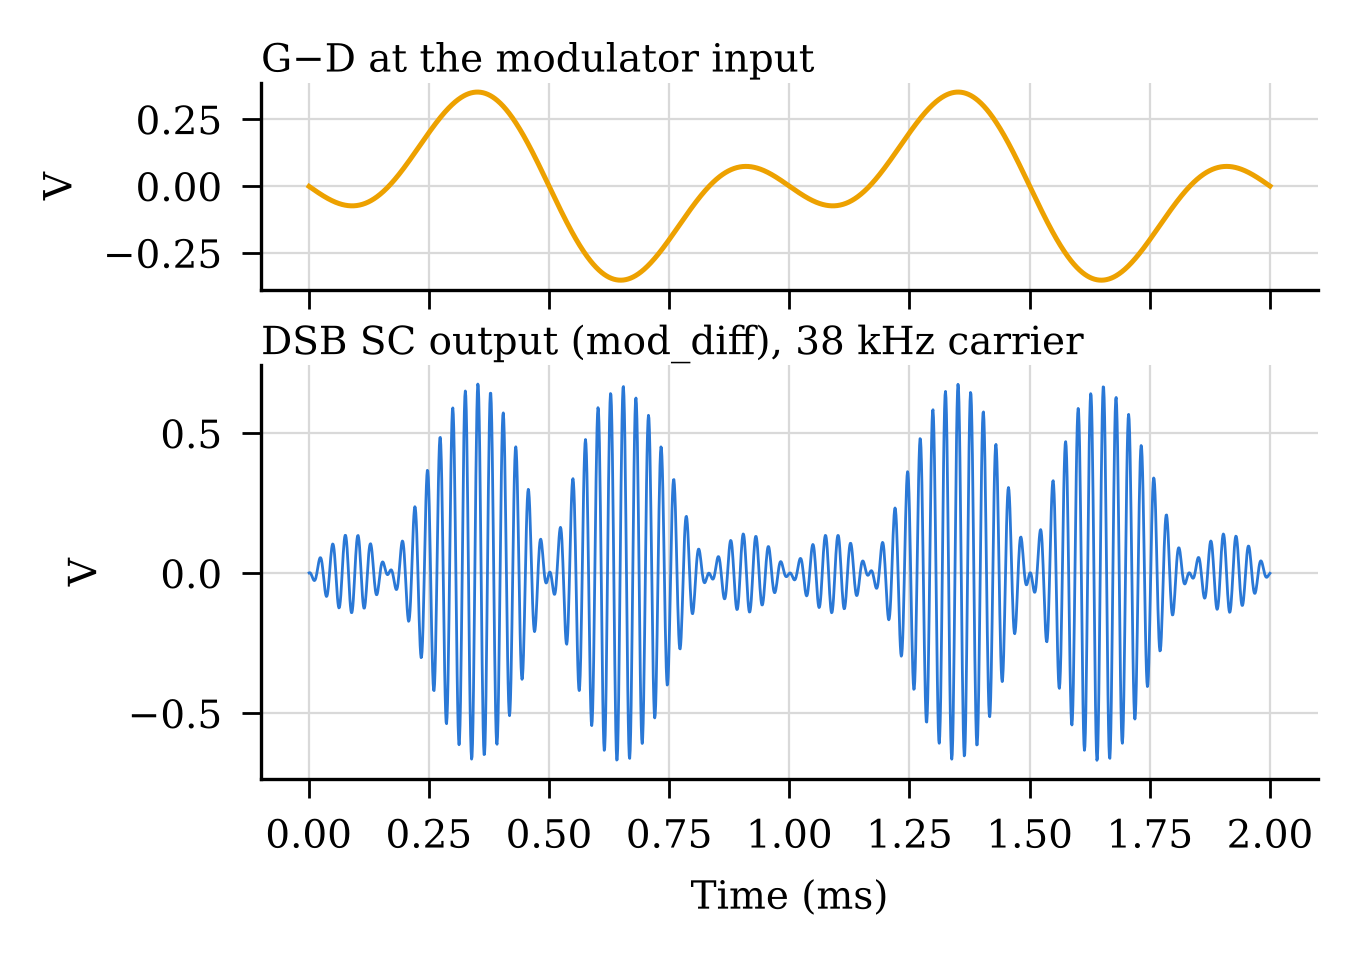 G−D at the modulator input
0.25
0.00
−0.25
V
DSB SC output (mod_diff), 38 kHz carrier
0.5
0.0
−0.5
V
0.00 0.25 0.50 0.75 1.00 1.25 1.50 1.75 2.00
Time (ms)